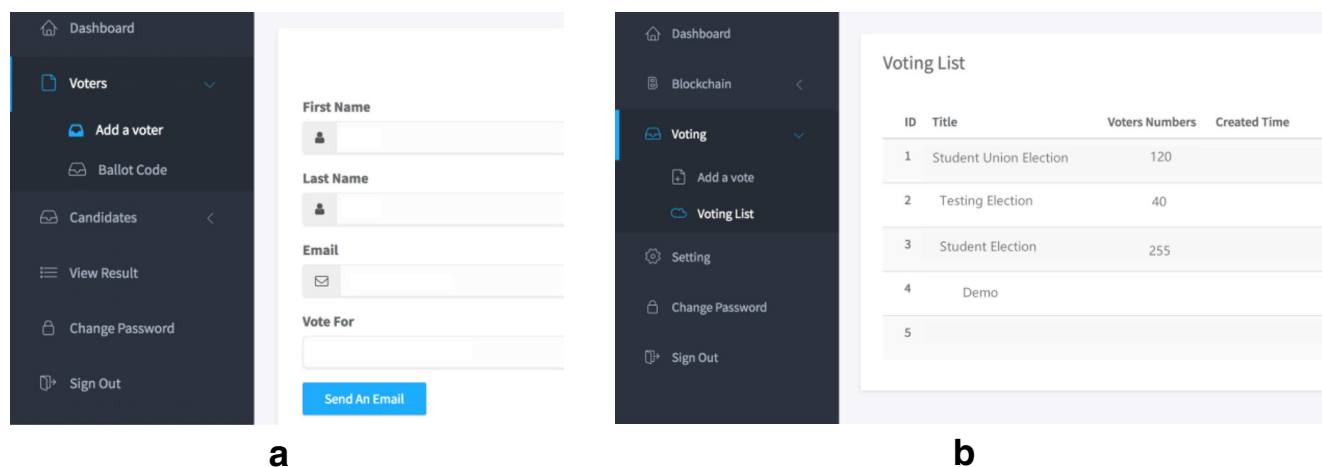 Dashboard
Voters
Add a voter
Ballot Code
Candidates
View Result
Change Password
Sign Out
First Name
Last Name
Email
Vote For
Send An Email
a
Dashboard
Blockchain
Voting
Add a vote
Voting List
Setting
Change Password
Sign Out
Voting List
ID Title Voters Numbers Created Time
1 Student Union Election 120
2 Testing Election 40
3 Student Election 255
4 Demo
5
b